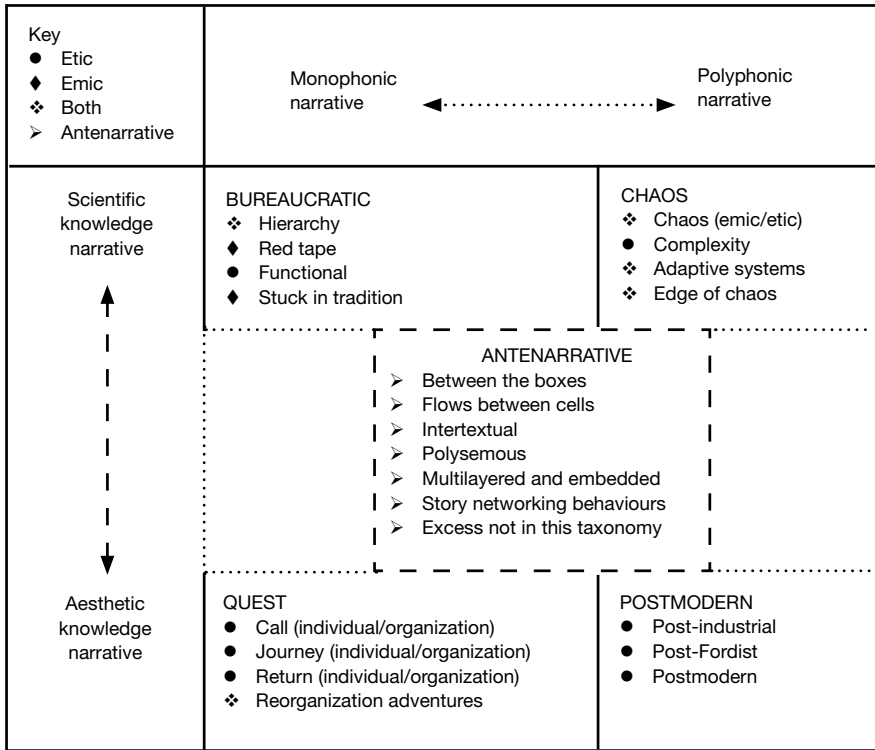 Key
● Etic
♦ Emic
❖ Both
➢ Antenarrative
Monophonic
narrative
Polyphonic
narrative
Scientific
knowledge
narrative
BUREAUCRATIC
❖ Hierarchy
♦ Red tape
● Functional
♦ Stuck in tradition
CHAOS
❖ Chaos (emic/etic)
● Complexity
❖ Adaptive systems
❖ Edge of chaos
ANTENARRATIVE
➢ Between the boxes
➢ Flows between cells
➢ Intertextual
➢ Polysemous
➢ Multilayered and embedded
➢ Story networking behaviours
➢ Excess not in this taxonomy
Aesthetic
knowledge
narrative
QUEST
● Call (individual/organization)
● Journey (individual/organization)
● Return (individual/organization)
❖ Reorganization adventures
POSTMODERN
● Post-industrial
● Post-Fordist
● Postmodern